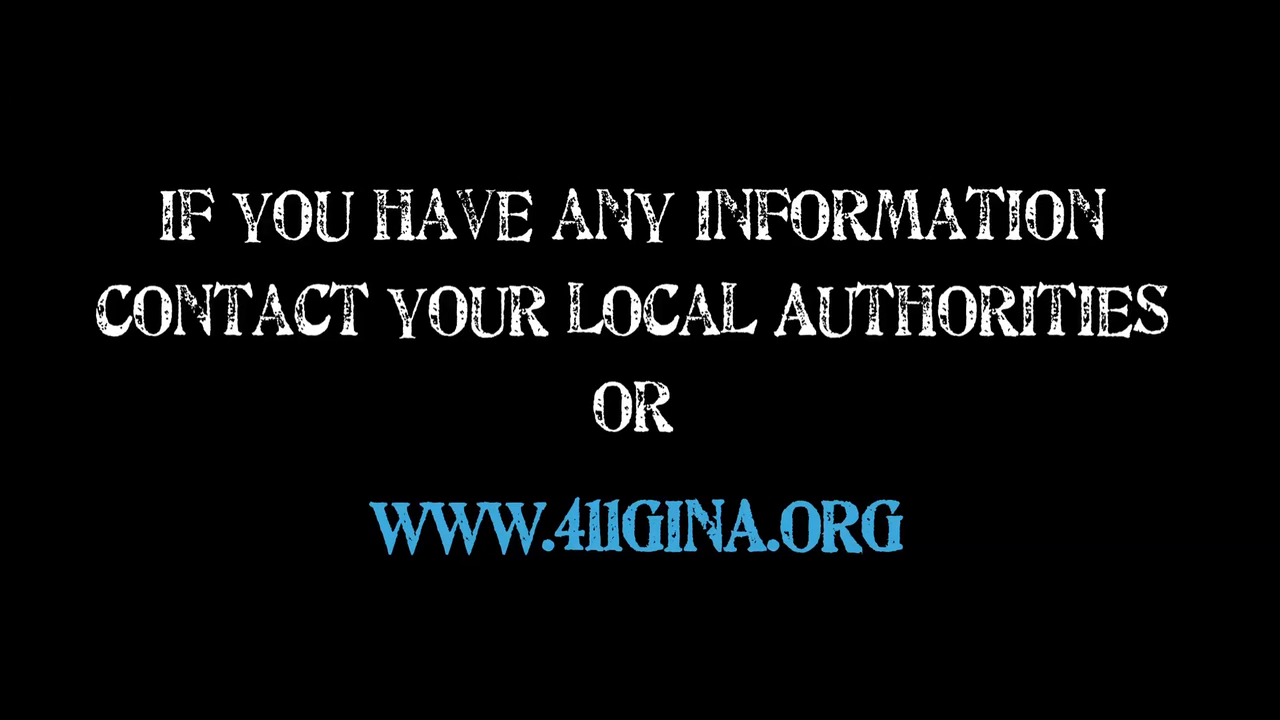 IF YOU HAVE ANY INFORMATION
CONTACT YOUR LOCAL AUTHORITIES
OR
WWW.411GINA.ORG